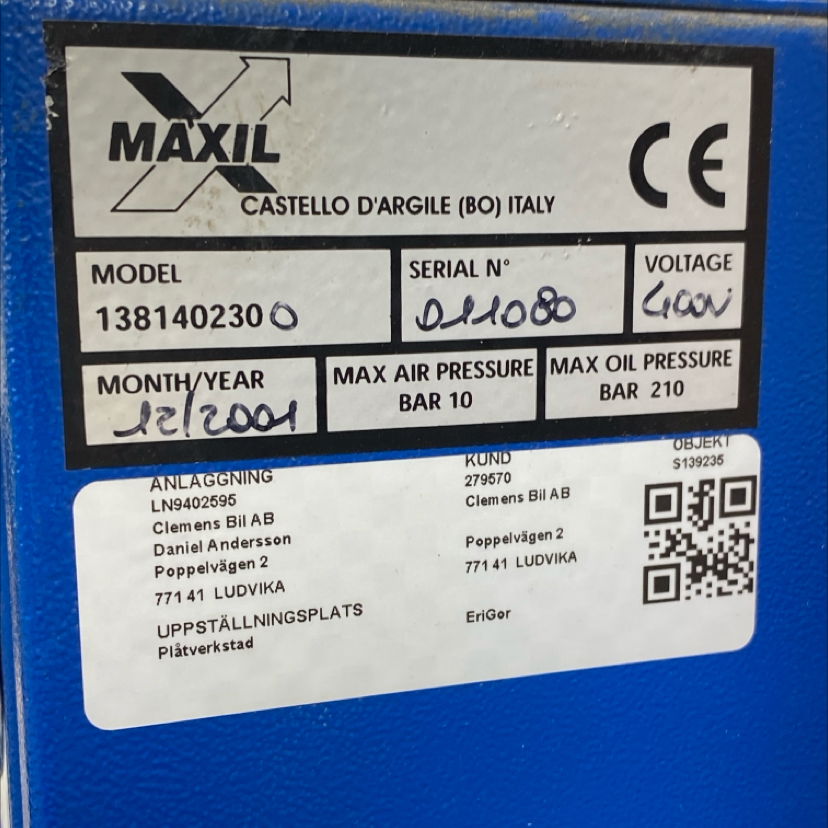 MAXIL
CASTELLO D'ARGILE (BO) ITALY
CE
MODEL
1381402300
SERIAL N°
011080
VOLTAGE
400V
MONTH/YEAR
12/2001
MAX AIR PRESSURE
BAR 10
MAX OIL PRESSURE
BAR 210
ANLÄGGNING
LN9402595
Clemens Bil AB
Daniel Andersson
Poppelvägen 2
771 41 LUDVIKA
UPPSTÄLLNINGSPLATS
Plåtverkstad
KUND
279570
Clemens Bil AB
Poppelvägen 2
771 41 LUDVIKA
EriGor
OBJEKT
S139235